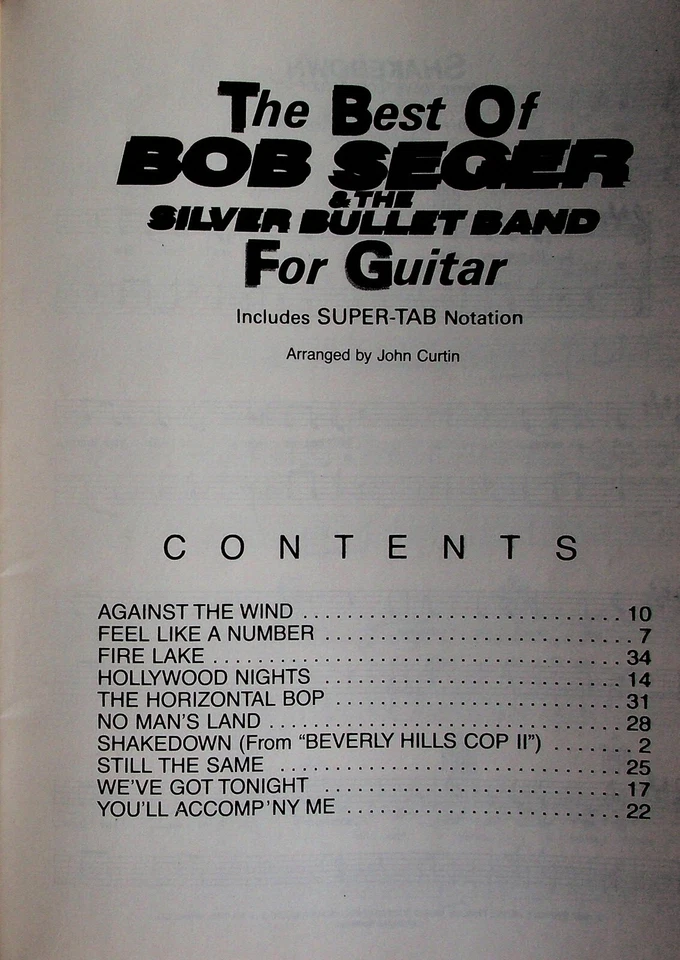 The Best Of
BOB SEGER
& THE
SILVER BULLET BAND
For Guitar
Includes SUPER-TAB Notation
Arranged by John Curtin
CONTENTS
AGAINST THE WIND . . . . . . . . . . . . . . . . . . . . . . . . . . . . 10
FEEL LIKE A NUMBER . . . . . . . . . . . . . . . . . . . . . . . . . . 7
FIRE LAKE . . . . . . . . . . . . . . . . . . . . . . . . . . . . . . . . . . . . 34
HOLLYWOOD NIGHTS . . . . . . . . . . . . . . . . . . . . . . . . . . 14
THE HORIZONTAL BOP . . . . . . . . . . . . . . . . . . . . . . . . . 31
NO MAN'S LAND . . . . . . . . . . . . . . . . . . . . . . . . . . . . . . . 28
SHAKEDOWN (From "BEVERLY HILLS COP II") . . . . . . . 2
STILL THE SAME . . . . . . . . . . . . . . . . . . . . . . . . . . . . . . 25
WE'VE GOT TONIGHT . . . . . . . . . . . . . . . . . . . . . . . . . . 17
YOU'LL ACCOMP'NY ME . . . . . . . . . . . . . . . . . . . . . . . . 22